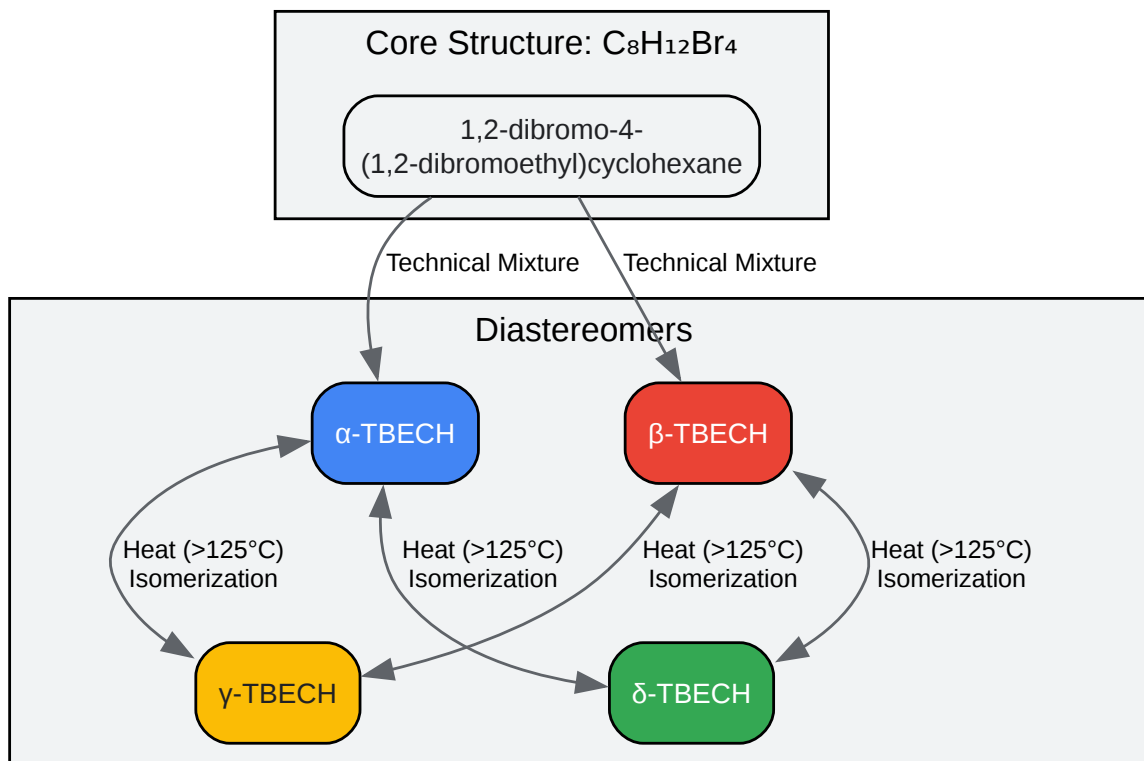 Core Structure: C₈H₁₂Br₄
1,2-dibromo-4-
(1,2-dibromoethyl)cyclohexane
Technical Mixture
Technical Mixture
Diastereomers
α-TBECH
β-TBECH
Heat (>125°C)
Isomerization
Heat (>125°C)
Isomerization
Heat (>125°C)
Isomerization
Heat (>125°C)
Isomerization
γ-TBECH
δ-TBECH